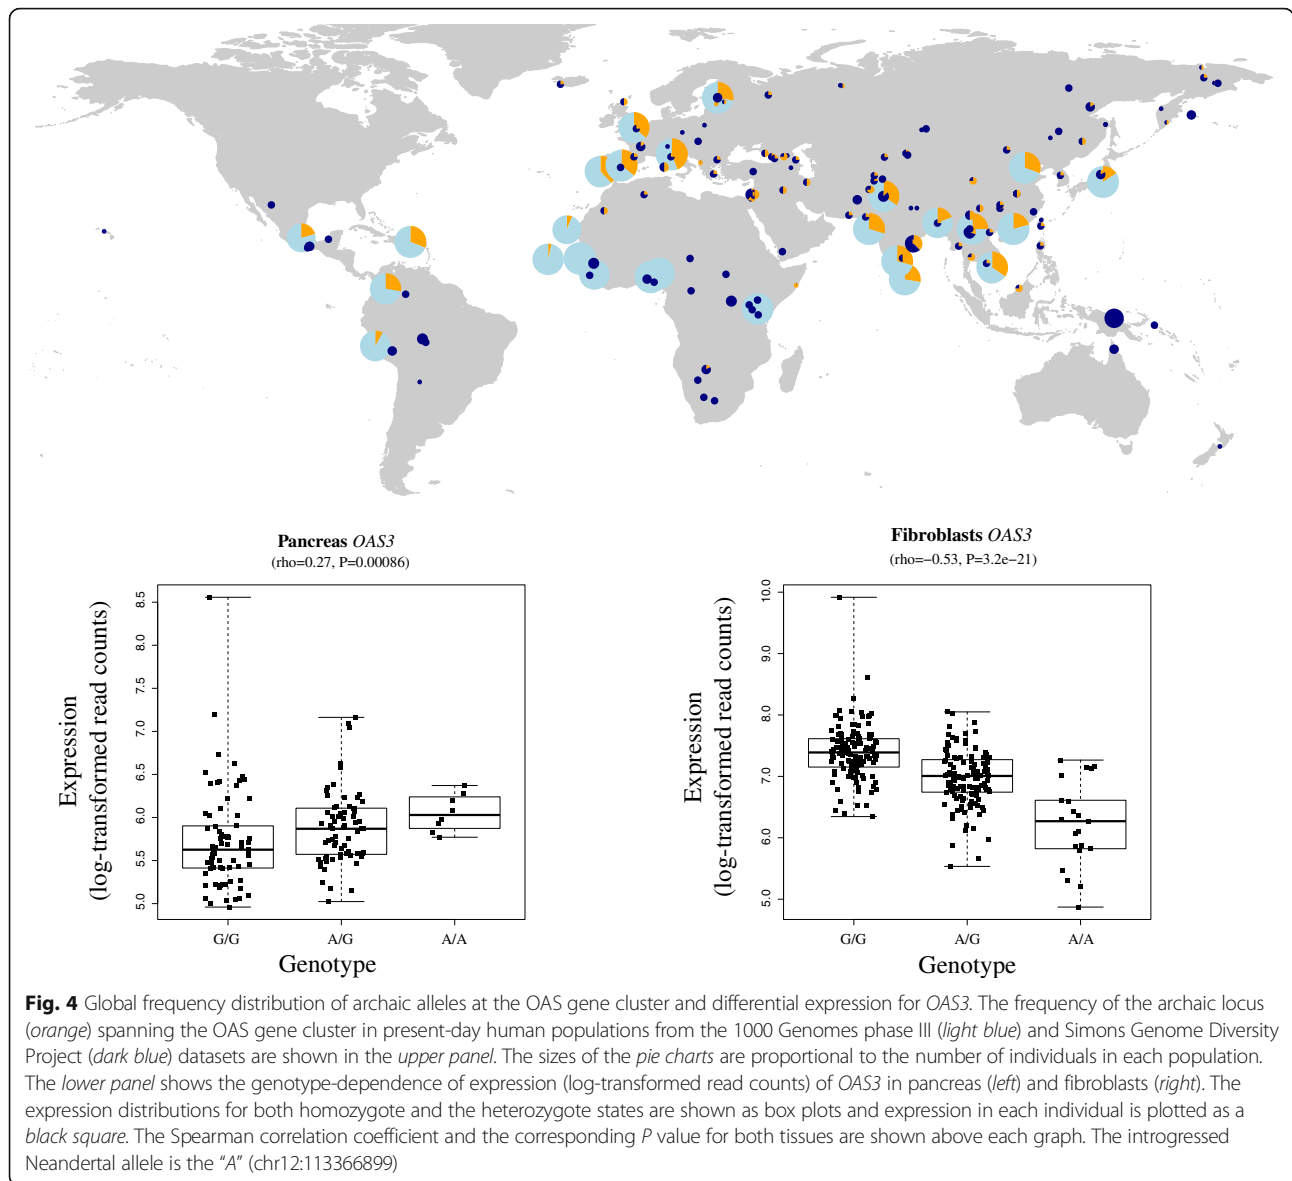 Pancreas OAS3
(rho=0.27, P=0.00086)
Expression
(log-transformed read counts)
8.5
8.0
7.5
7.0
6.5
6.0
5.5
5.0
G/G A/G A/A
Genotype
Fibroblasts OAS3
(rho=−0.53, P=3.2e−21)
Expression
(log-transformed read counts)
10.0
9.0
8.0
7.0
6.0
5.0
G/G A/G A/A
Genotype
Fig. 4 Global frequency distribution of archaic alleles at the OAS gene cluster and differential expression for OAS3. The frequency of the archaic locus
(orange) spanning the OAS gene cluster in present-day human populations from the 1000 Genomes phase III (light blue) and Simons Genome Diversity
Project (dark blue) datasets are shown in the upper panel. The sizes of the pie charts are proportional to the number of individuals in each population.
The lower panel shows the genotype-dependence of expression (log-transformed read counts) of OAS3 in pancreas (left) and fibroblasts (right). The
expression distributions for both homozygote and the heterozygote states are shown as box plots and expression in each individual is plotted as a
black square. The Spearman correlation coefficient and the corresponding P value for both tissues are shown above each graph. The introgressed
Neandertal allele is the “A” (chr12:113366899)